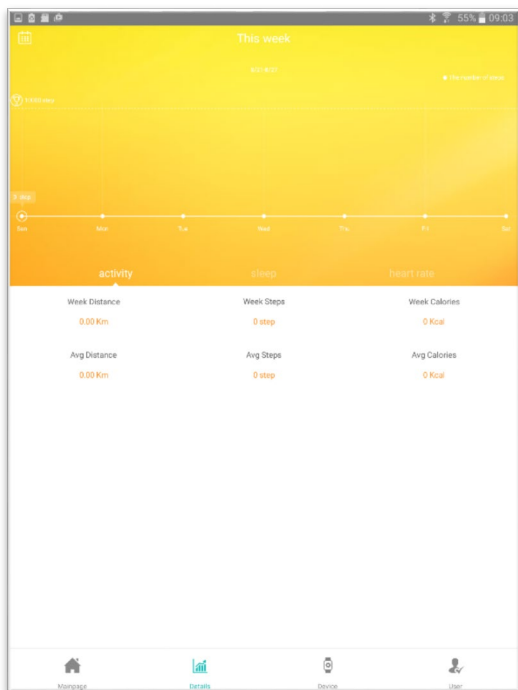 55% 09:03
This week
0 step
Sun Mon Tue Wed Thu Fri Sat
activity sleep heart rate
Week Distance Week Steps Week Calories
0.00 Km 0 step 0 Kcal
Avg Distance Avg Steps Avg Calories
0.00 Km 0 step 0 Kcal
Mainpage Details Device User